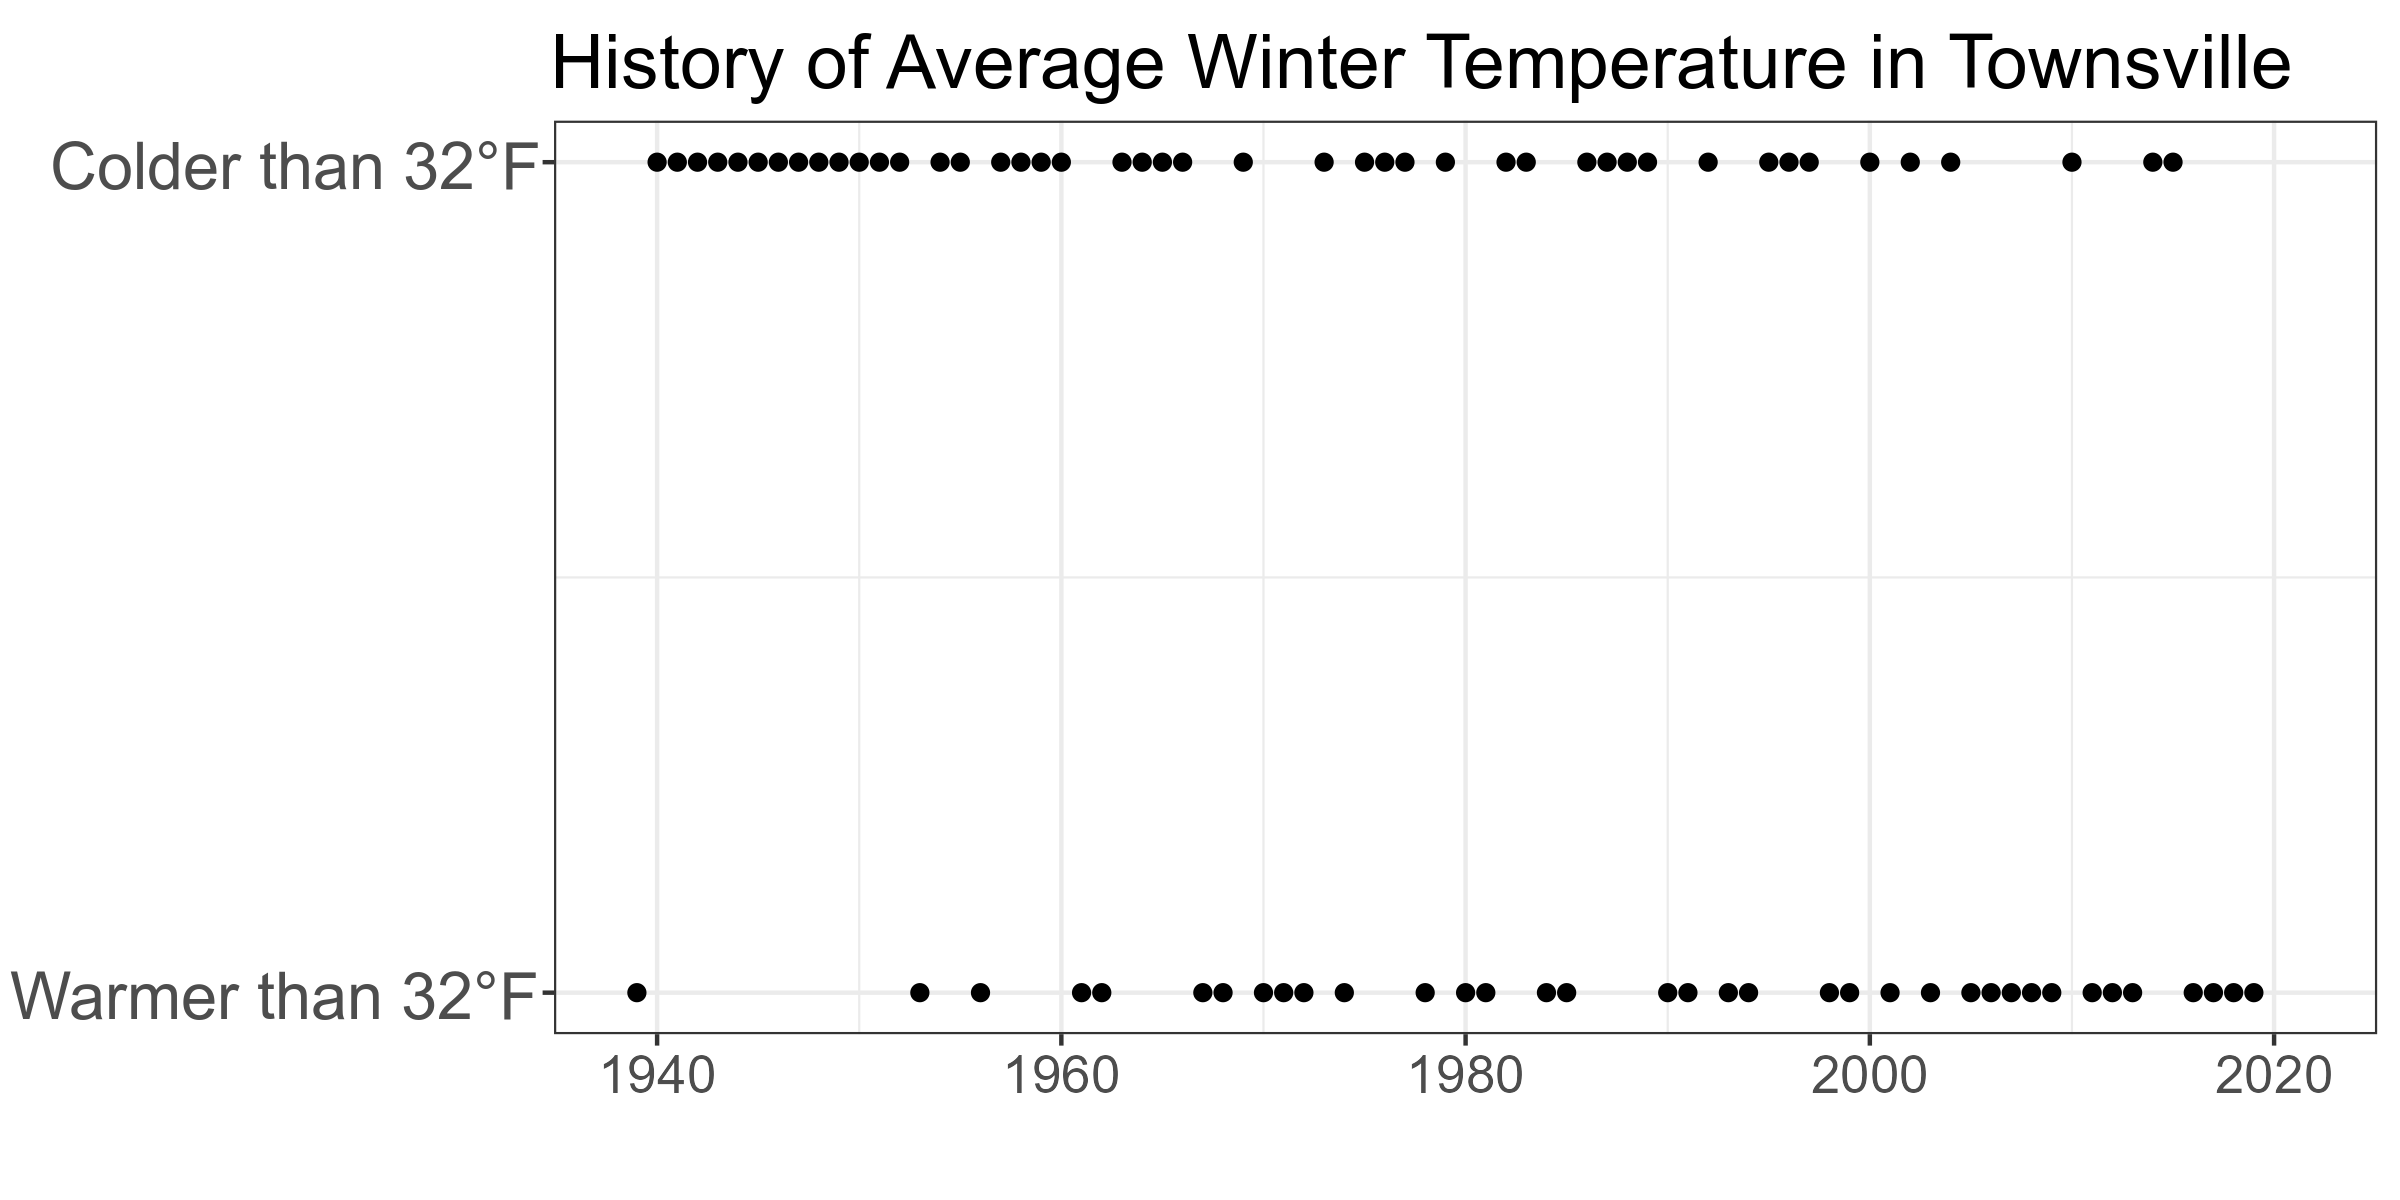 History of Average Winter Temperature in Townsville
Colder than 32°F
Warmer than 32°F
1940 1960 1980 2000 2020